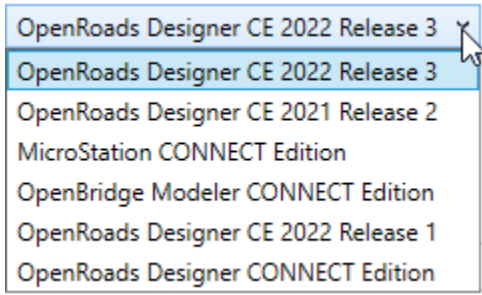 OpenRoads Designer CE 2022 Release 3
OpenRoads Designer CE 2022 Release 3
OpenRoads Designer CE 2021 Release 2
MicroStation CONNECT Edition
OpenBridge Modeler CONNECT Edition
OpenRoads Designer CE 2022 Release 1
OpenRoads Designer CONNECT Edition